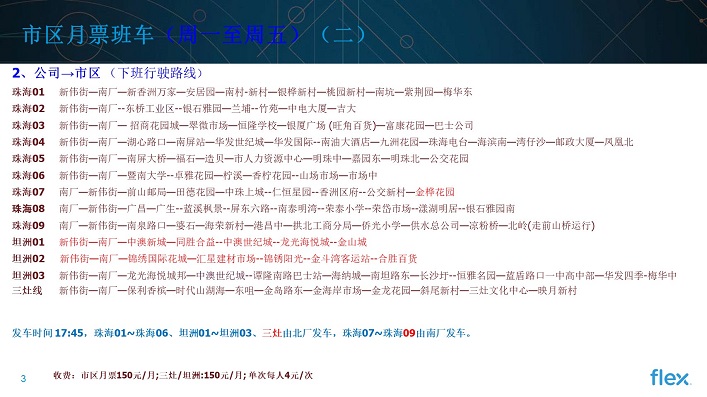 市区月票班车（周一至周五）（二）
2、公司→市区 （下班行驶路线）
珠海01 新伟街—南厂—新香洲万家—安居园—南村-新村—银桦新村—桃园新村—南坑—紫荆园—梅华东
珠海02 新伟街—南厂--东桥工业区--银石雅园—兰埔--竹苑—中电大厦—吉大
珠海03 新伟街—南厂— 招商花园城—翠微市场—恒隆学校—银厦广场 (旺角百货)—富康花园—巴士公司
珠海04 新伟街—南厂—湖心路口—南屏站—华发世纪城—华发国际--南油大酒店—九洲花园—珠海电台—海滨南—湾仔沙—邮政大厦—凤凰北
珠海05 新伟街—南厂—南屏大桥—福石—造贝—市人力资源中心—明珠中—嘉园东—明珠北—公交花园
珠海06 新伟街—南厂—暨南大学--卓雅花园—柠溪—香柠花园--山场市场—市场中
珠海07 南厂—新伟街—前山邮局—田德花园—中珠上城--仁恒星园--香洲区府--公交新村—金桦花园
珠海08 新伟街—南厂—广昌—广生--蓝溪枫景--屏东六路--南泰明湾--荣泰小学--荣岱市场--漾湖明居--银石雅园南
珠海09 南厂—新伟街—南泉路口—婆石—海荣新村—港昌中—拱北工商分局—侨光小学—供水总公司—凉粉桥—北岭(走前山桥运行)
坦洲01 新伟街—南厂—中澳新城—同胜合益--中澳世纪城--龙光海悦城--金山城
坦洲02 新伟街—南厂—锦绣国际花城—汇星建材市场--锦锈阳光--金斗湾客运站--合胜百货
坦洲03 新伟街—南厂—龙光海悦城邦—中澳世纪城--谭隆南路巴士站—海纳城—南坦路东—长沙圩-恒雅名园—蓝盾路口一中高中部—华发四季-梅华中
三灶线 新伟街—南厂—保利香槟—时代山湖海—东咀—金岛路东—金海岸市场—金龙花园—斜尾新村—三灶文化中心—映月新村
发车时间 17:45，珠海01~珠海06、坦洲01~坦洲03、三灶由北厂发车，珠海07~珠海09由南厂发车。
收费：市区月票150元/月;三灶/坦洲:150元/月; 单次每人4元/次
3
flex